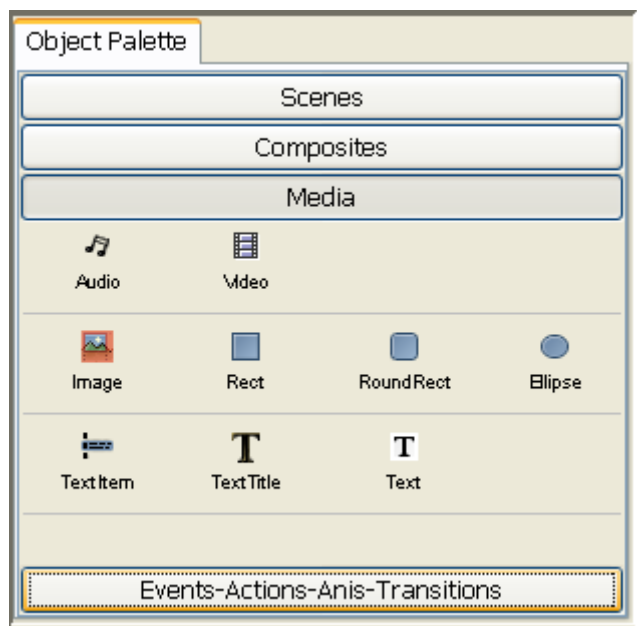 Object Palette
Scenes
Composites
Media
Audio Video
Image Rect RoundRect Ellipse
TextItem TextTitle Text
Events-Actions-Anis-Transitions